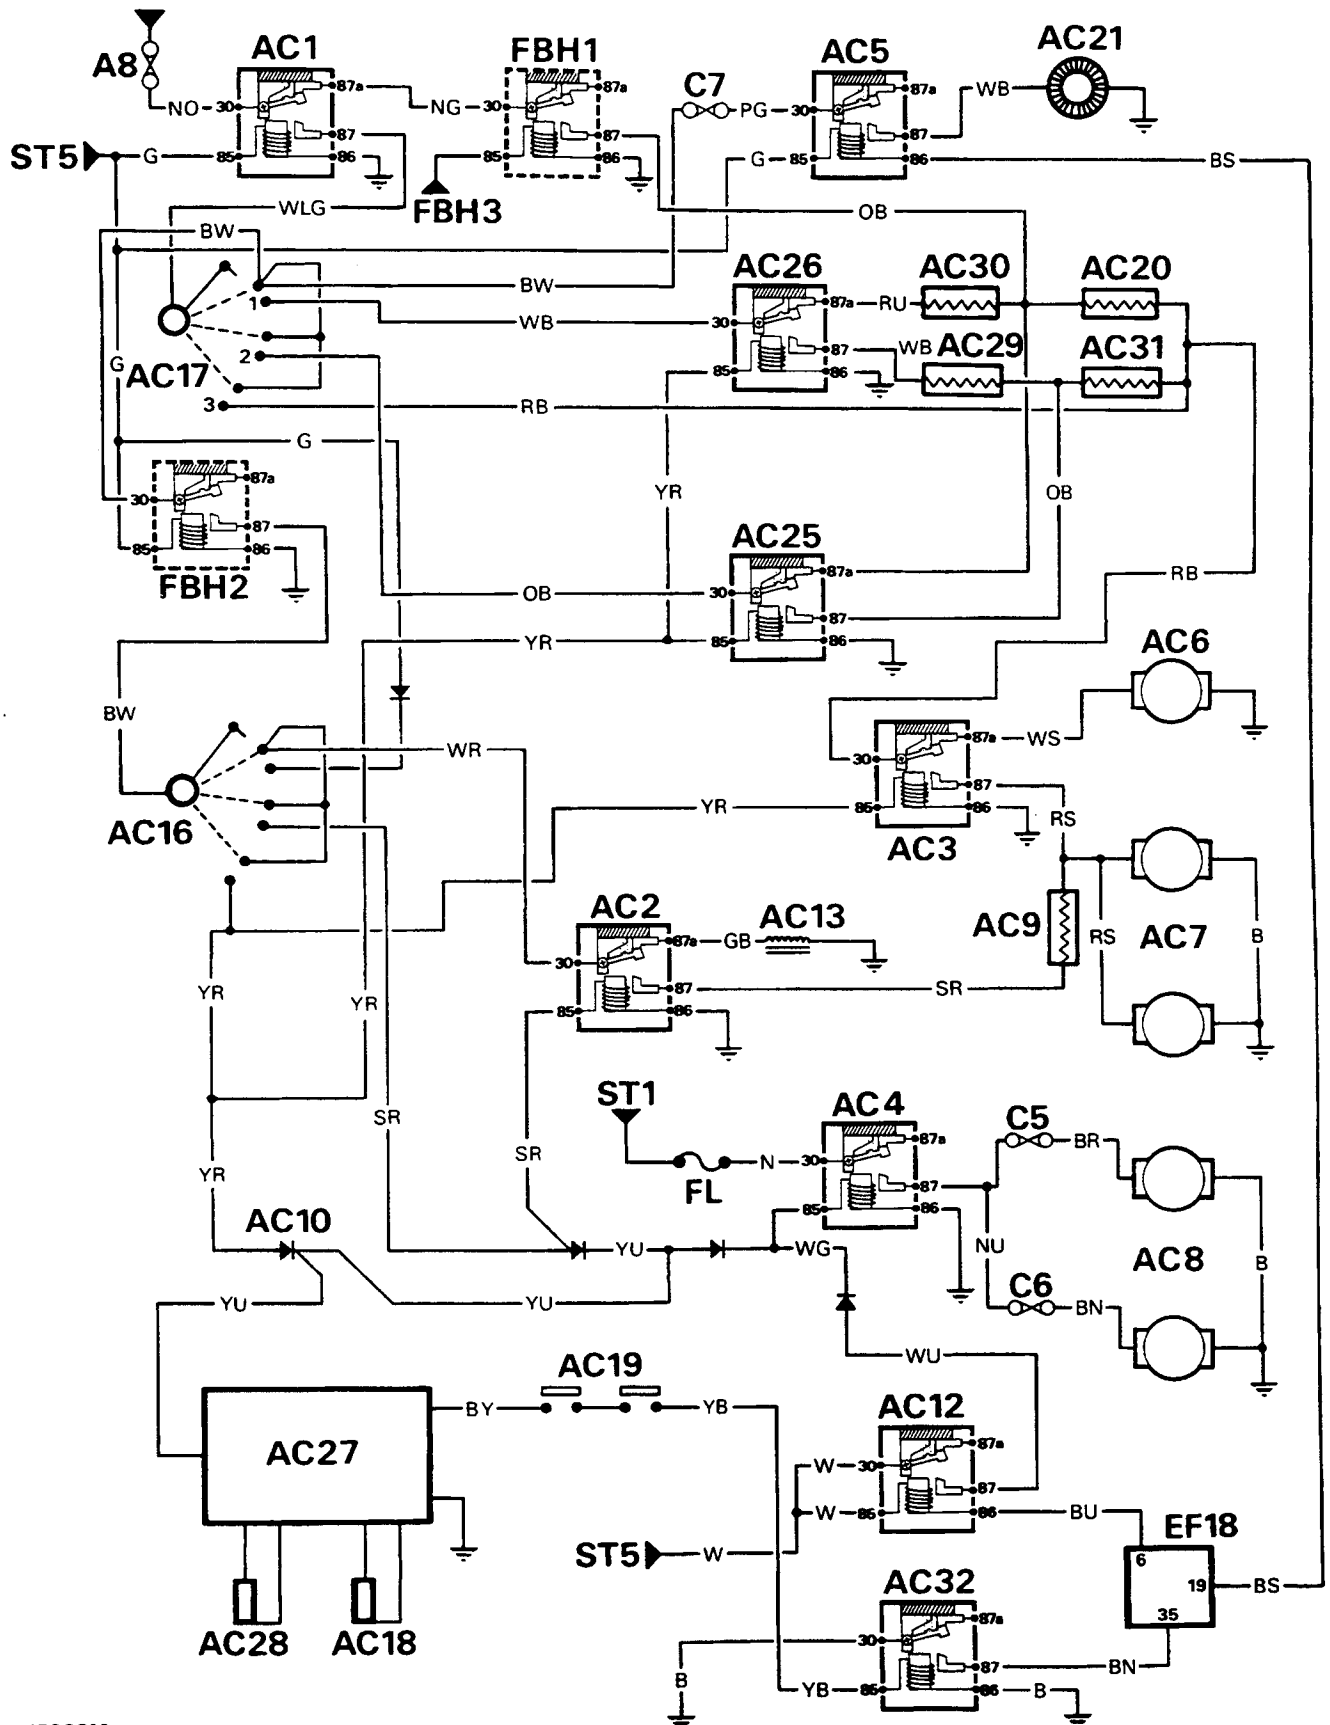 A8
AC1
FBH1
AC5
AC21
C7
NO
30
87a
NG
30
87a
PG
30
87a
WB
87
87
87
ST5
G
85
86
85
86
G
85
86
BS
FBH3
WLG
OB
BW
AC26
AC30
AC20
BW
87a
RU
1
WB
30
AC17
2
87
WB
AC29
AC31
G
85
86
3
RB
G
87a
30
YR
OB
87
85
86
AC25
FBH2
87a
RB
OB
30
87
YR
85
86
AC6
BW
87a
WS
WR
30
87
AC16
YR
85
86
RS
AC3
AC2
AC13
87a
GB
AC9
RS
AC7
B
30
YR
YR
87
SR
85
86
ST1
AC4
C5
SR
87a
BR
SR
N
30
YR
FL
87
85
86
AC10
YU
WG
NU
AC8
B
C6
YU
YU
BN
WU
AC19
BY
YB
AC12
87a
AC27
W
30
87
W
85
86
BU
EF18
ST5
W
6
AC32
19
BS
87a
35
AC28
AC18
30
87
BN
B
YB
85
86
B